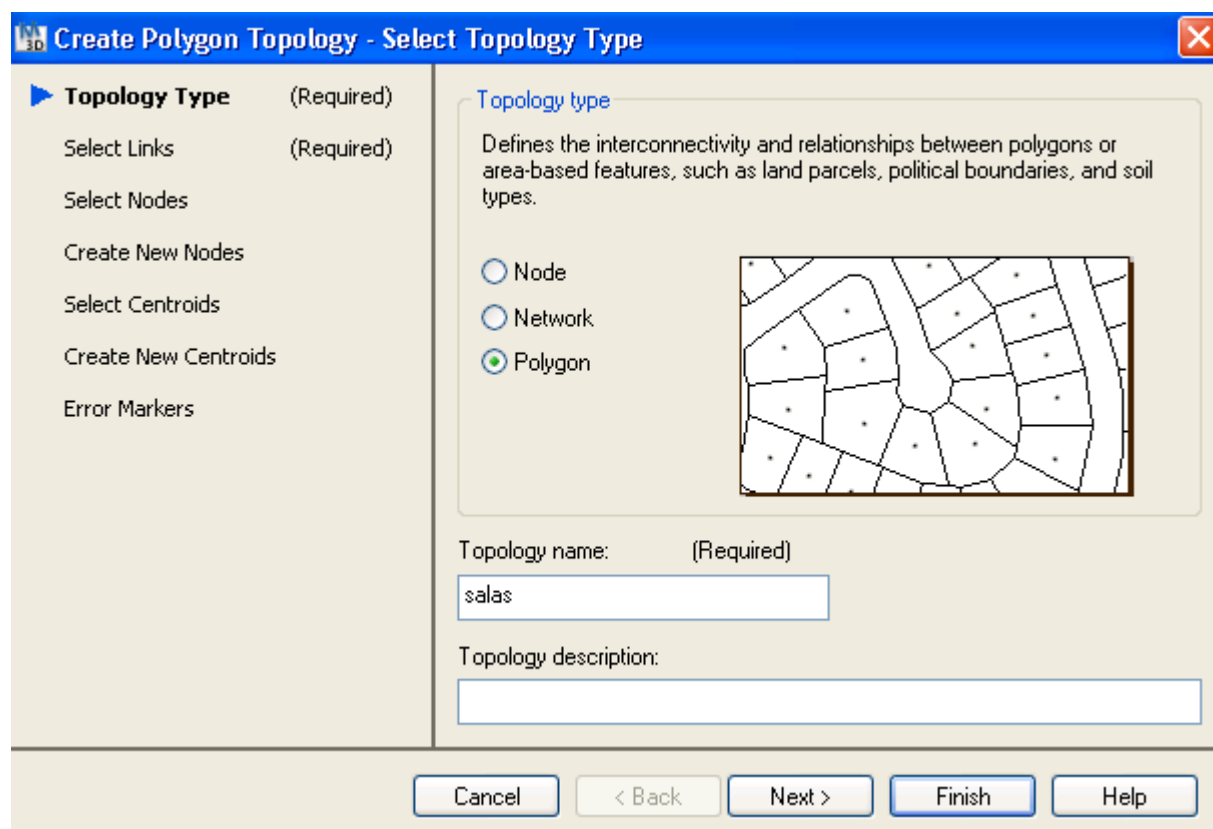 Create Polygon Topology - Select Topology Type
Topology Type (Required)
Select Links (Required)
Select Nodes
Create New Nodes
Select Centroids
Create New Centroids
Error Markers
Topology type
Defines the interconnectivity and relationships between polygons or
area-based features, such as land parcels, political boundaries, and soil
types.
Node
Network
Polygon
Topology name: (Required)
salas
Topology description:
Cancel < Back Next > Finish Help